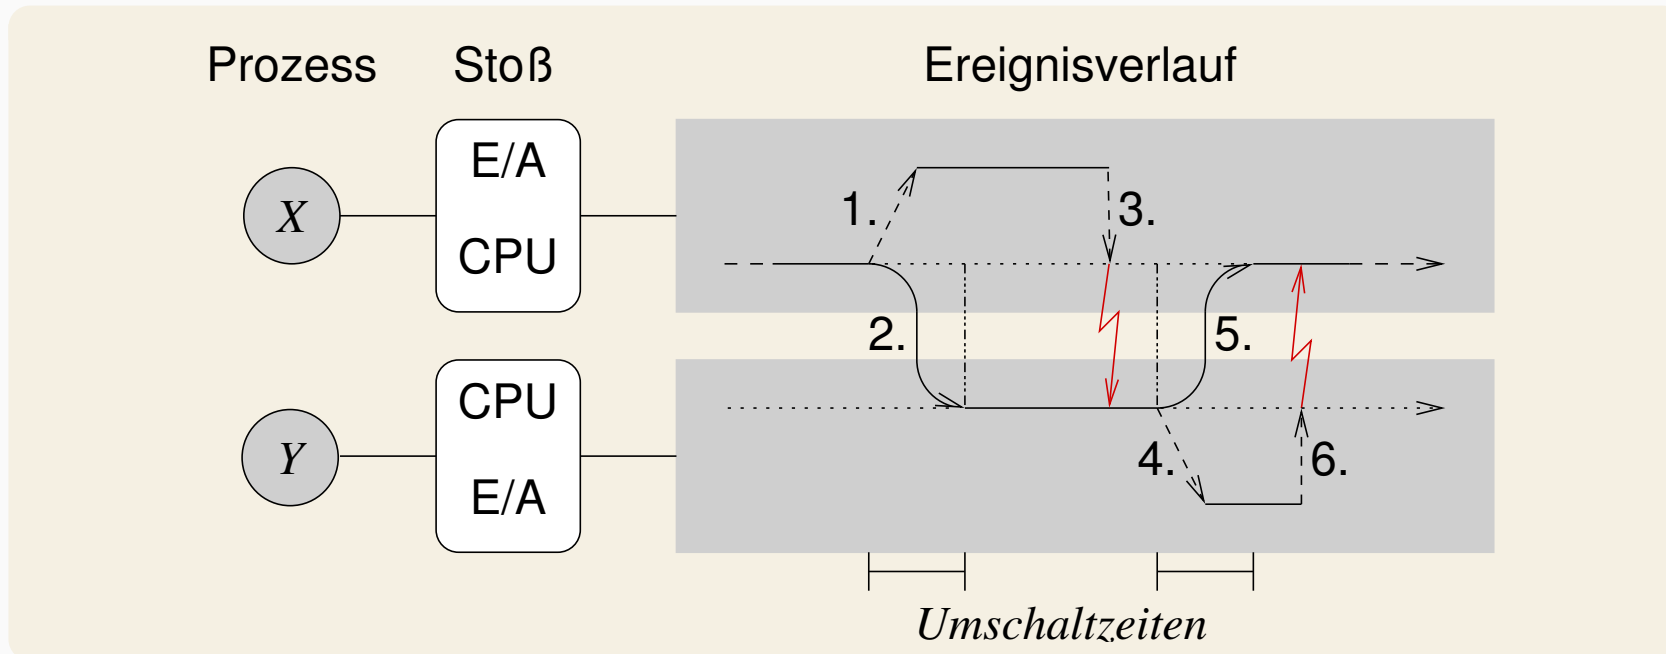 Prozess Stoß Ereignisverlauf
E/A
X 1. 3.
CPU
2. 5.
CPU
Y 4. 6.
E/A
Umschaltzeiten